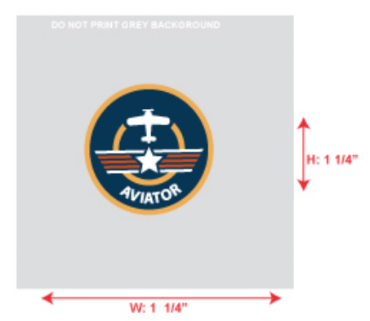 DO NOT PRINT GREY BACKGROUND
H: 1 1/4"
AVIATOR
W: 1 1/4"